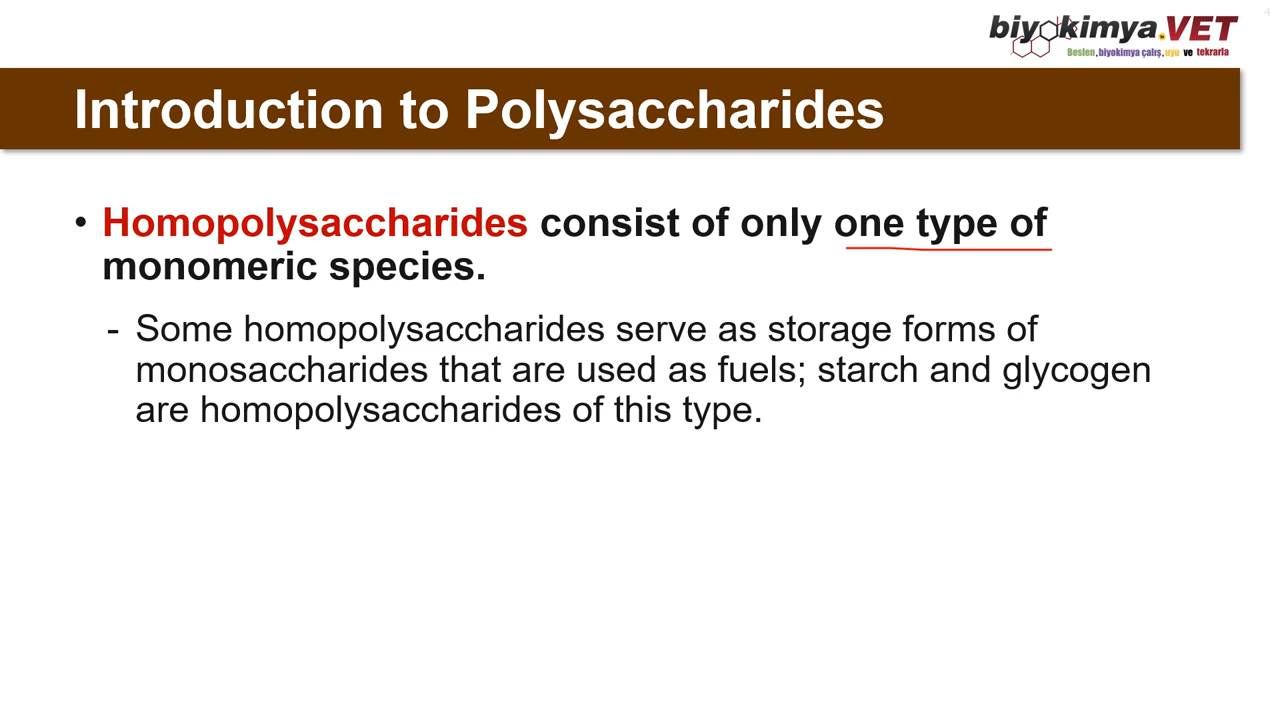 4
biyokimya.VET
Beslen, biyokimya çalış, uyu ve tekrarla
Introduction to Polysaccharides
• Homopolysaccharides consist of only one type of
monomeric species.
- Some homopolysaccharides serve as storage forms of
monosaccharides that are used as fuels; starch and glycogen
are homopolysaccharides of this type.